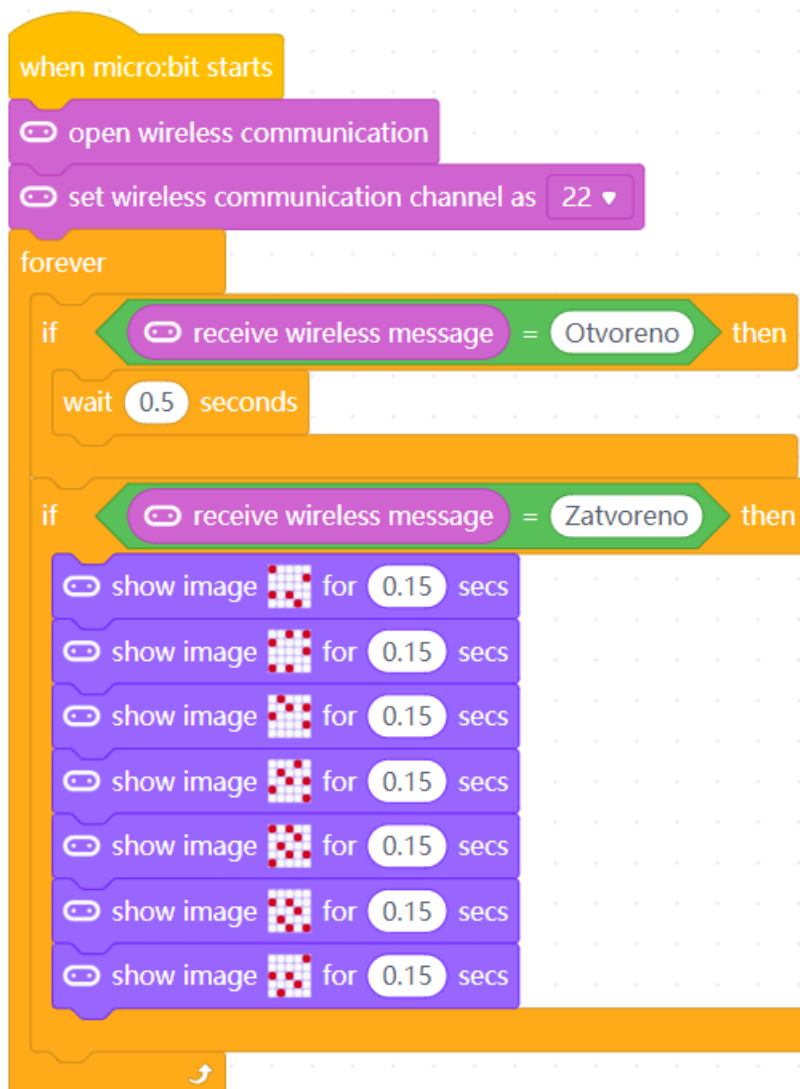 when micro:bit starts
open wireless communication
set wireless communication channel as 22
forever
if receive wireless message = Otvoreno then
wait 0.5 seconds
if receive wireless message = Zatvoreno then
show image for 0.15 secs
show image for 0.15 secs
show image for 0.15 secs
show image for 0.15 secs
show image for 0.15 secs
show image for 0.15 secs
show image for 0.15 secs